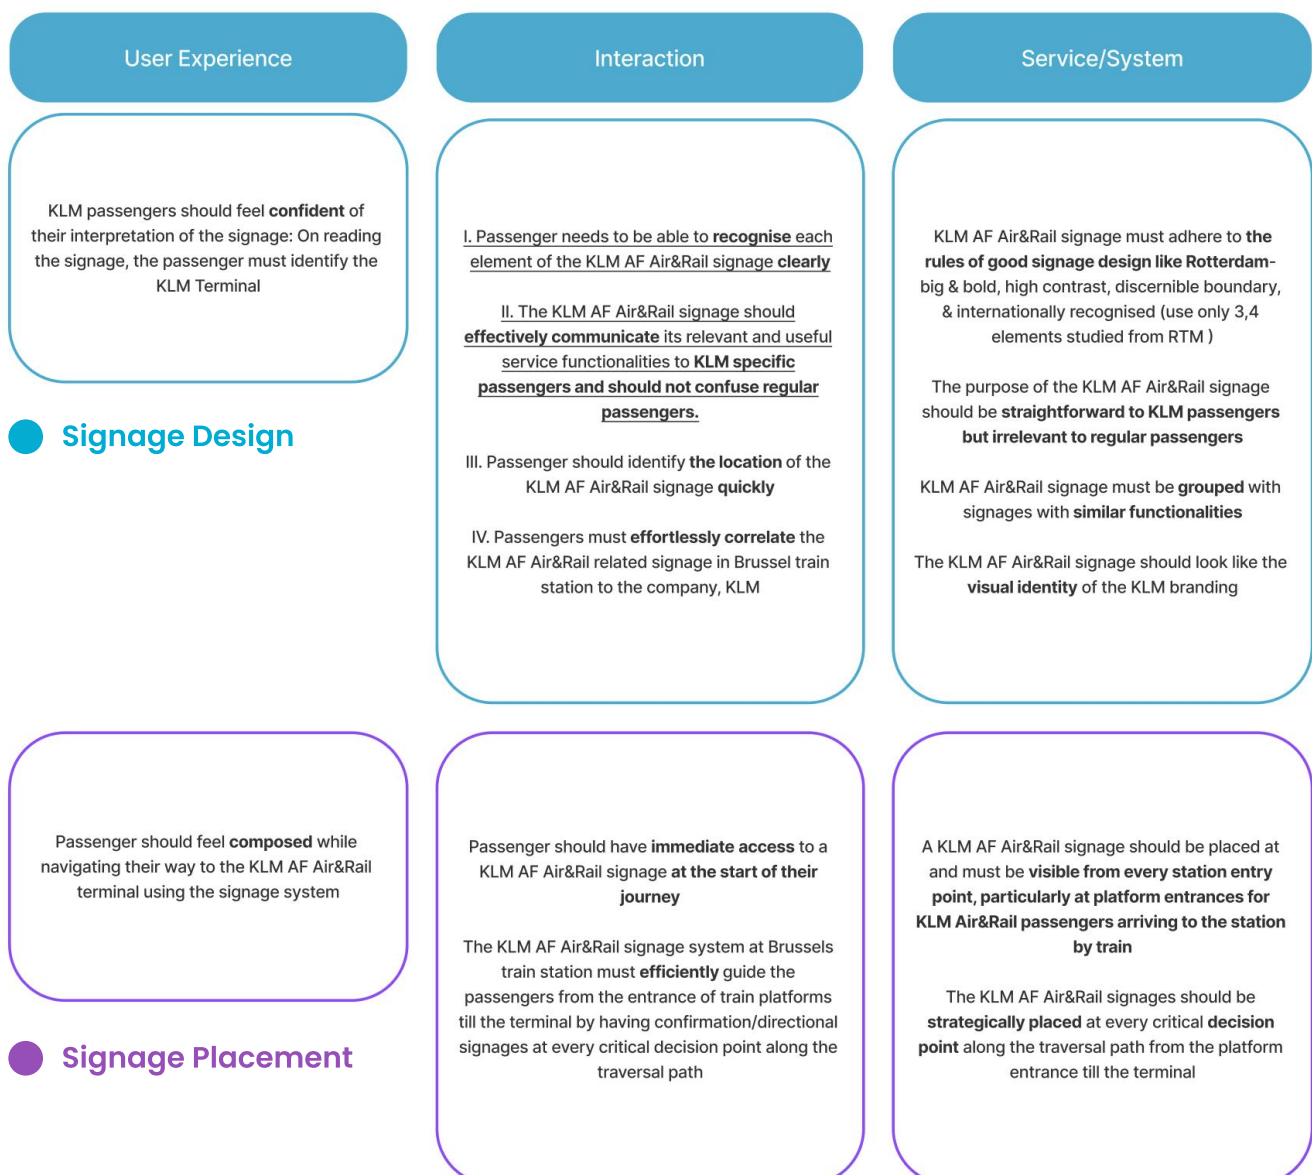 User Experience
Interaction
Service/System
KLM passengers should feel confident of
their interpretation of the signage: On reading
the signage, the passenger must identify the
KLM Terminal
I. Passenger needs to be able to recognise each
element of the KLM AF Air&Rail signage clearly
II. The KLM AF Air&Rail signage should
effectively communicate its relevant and useful
service functionalities to KLM specific
passengers and should not confuse regular
passengers.
III. Passenger should identify the location of the
KLM AF Air&Rail signage quickly
IV. Passengers must effortlessly correlate the
KLM AF Air&Rail related signage in Brussel train
station to the company, KLM
KLM AF Air&Rail signage must adhere to the
rules of good signage design like Rotterdam-
big & bold, high contrast, discernible boundary,
& internationally recognised (use only 3,4
elements studied from RTM )
The purpose of the KLM AF Air&Rail signage
should be straightforward to KLM passengers
but irrelevant to regular passengers
KLM AF Air&Rail signage must be grouped with
signages with similar functionalities
The KLM AF Air&Rail signage should look like the
visual identity of the KLM branding
Signage Design
Passenger should feel composed while
navigating their way to the KLM AF Air&Rail
terminal using the signage system
Passenger should have immediate access to a
KLM AF Air&Rail signage at the start of their
journey
The KLM AF Air&Rail signage system at Brussels
train station must efficiently guide the
passengers from the entrance of train platforms
till the terminal by having confirmation/directional
signages at every critical decision point along the
traversal path
A KLM AF Air&Rail signage should be placed at
and must be visible from every station entry
point, particularly at platform entrances for
KLM Air&Rail passengers arriving to the station
by train
The KLM AF Air&Rail signages should be
strategically placed at every critical decision
point along the traversal path from the platform
entrance till the terminal
Signage Placement